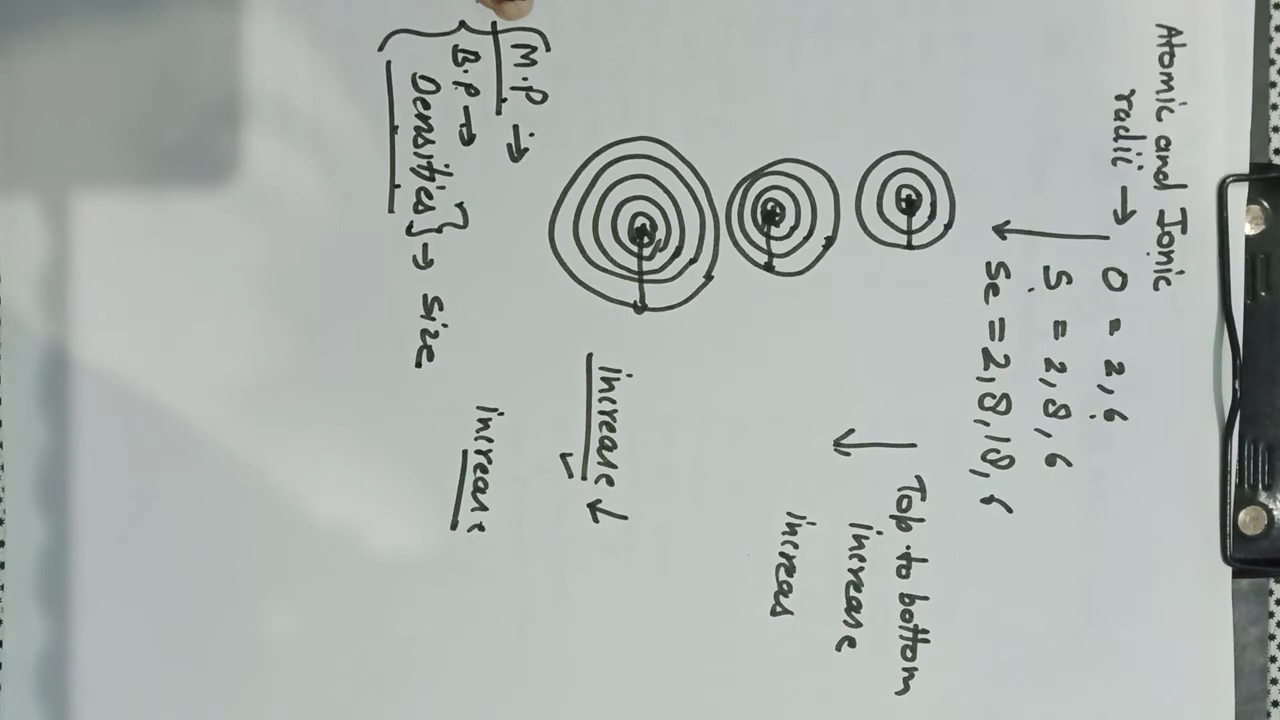 Atomic and Ionic
radii → O = 2, 6
S = 2, 8, 6
Se = 2, 8, 18, 6
Top to bottom
increase
increas
increase ↓
M.P →
B.P →
Densities} → size
increase